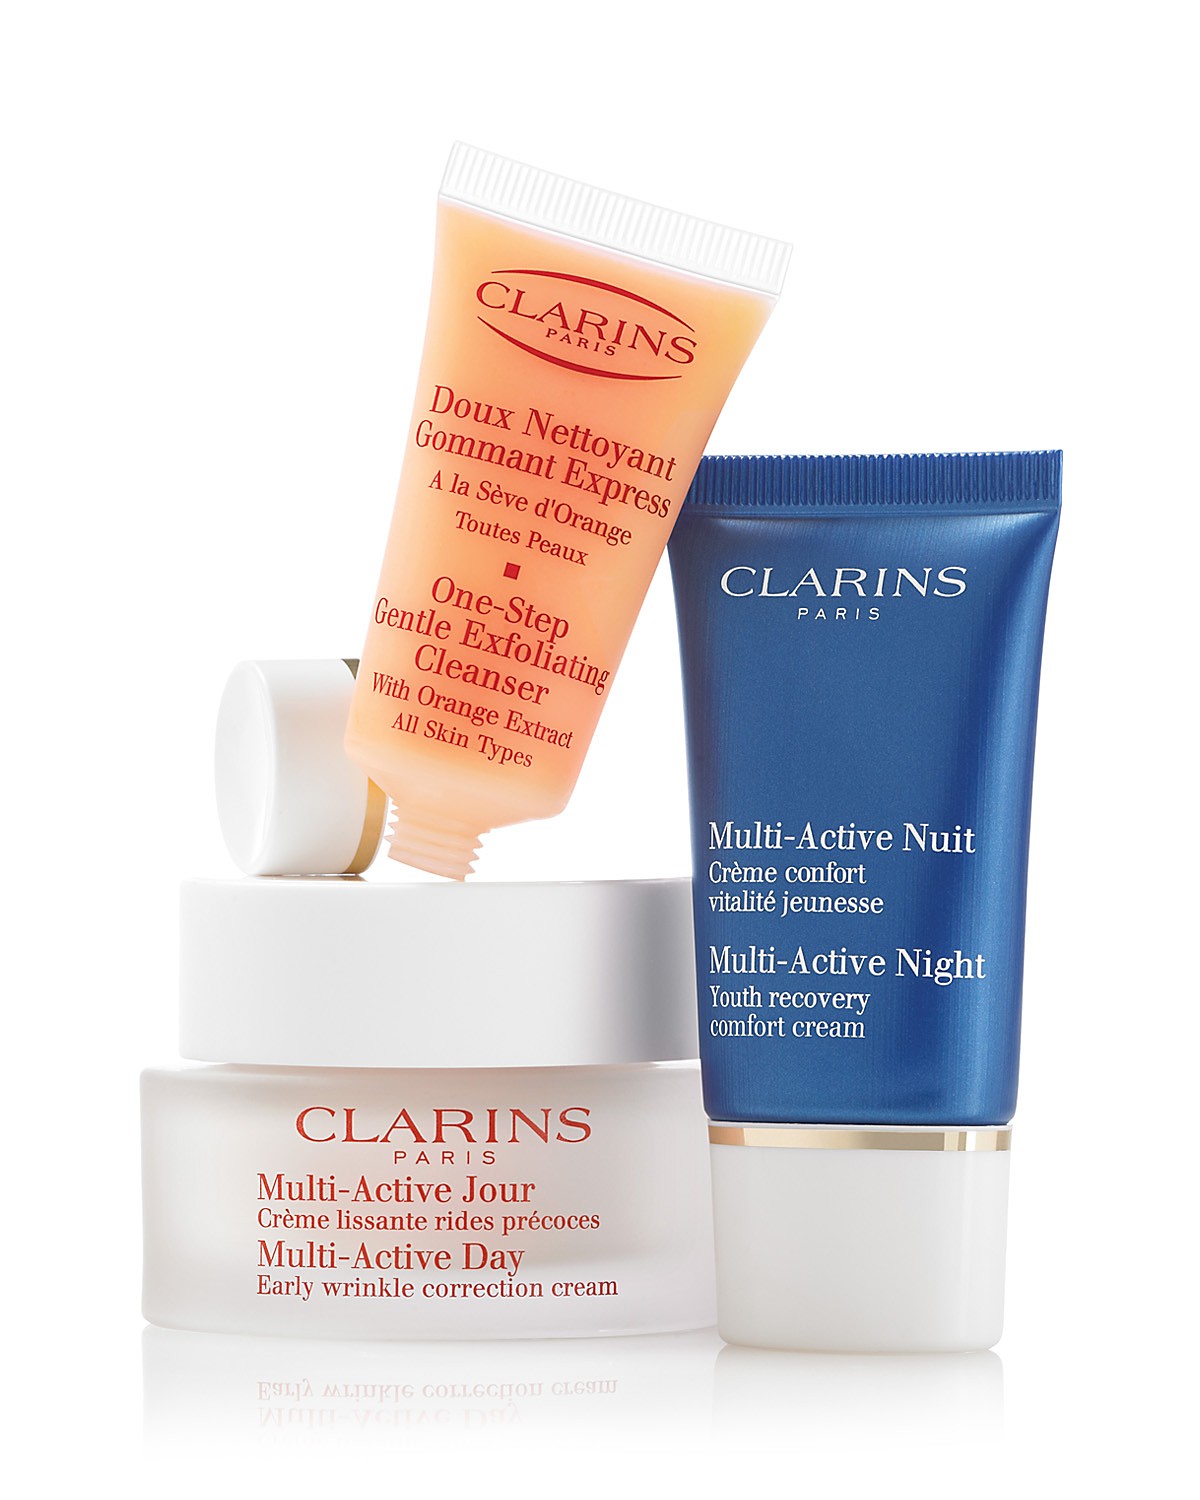 CLARINS
PARIS
Doux Nettoyant
Gommant Express
A la Sève d'Orange
Toutes Peaux
One-Step
Gentle Exfoliating
Cleanser
With Orange Extract
All Skin Types
CLARINS
PARIS
Multi-Active Nuit
Crème confort
vitalité jeunesse
Multi-Active Night
Youth recovery
comfort cream
CLARINS
PARIS
Multi-Active Jour
Crème lissante rides précoces
Multi-Active Day
Early wrinkle correction cream